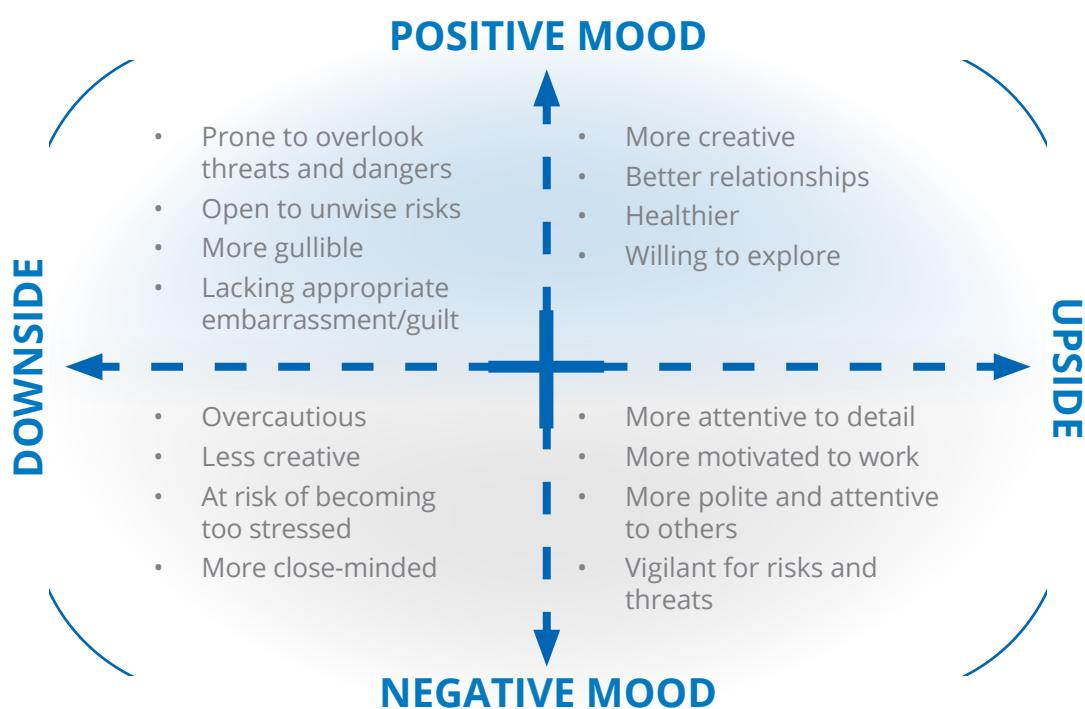 POSITIVE MOOD
• Prone to overlook
threats and dangers
• Open to unwise risks
• More gullible
• Lacking appropriate
embarrassment/guilt
• More creative
• Better relationships
• Healthier
• Willing to explore
DOWNSIDE
UPSIDE
• Overcautious
• Less creative
• At risk of becoming
too stressed
• More close-minded
• More attentive to detail
• More motivated to work
• More polite and attentive
to others
• Vigilant for risks and
threats
NEGATIVE MOOD